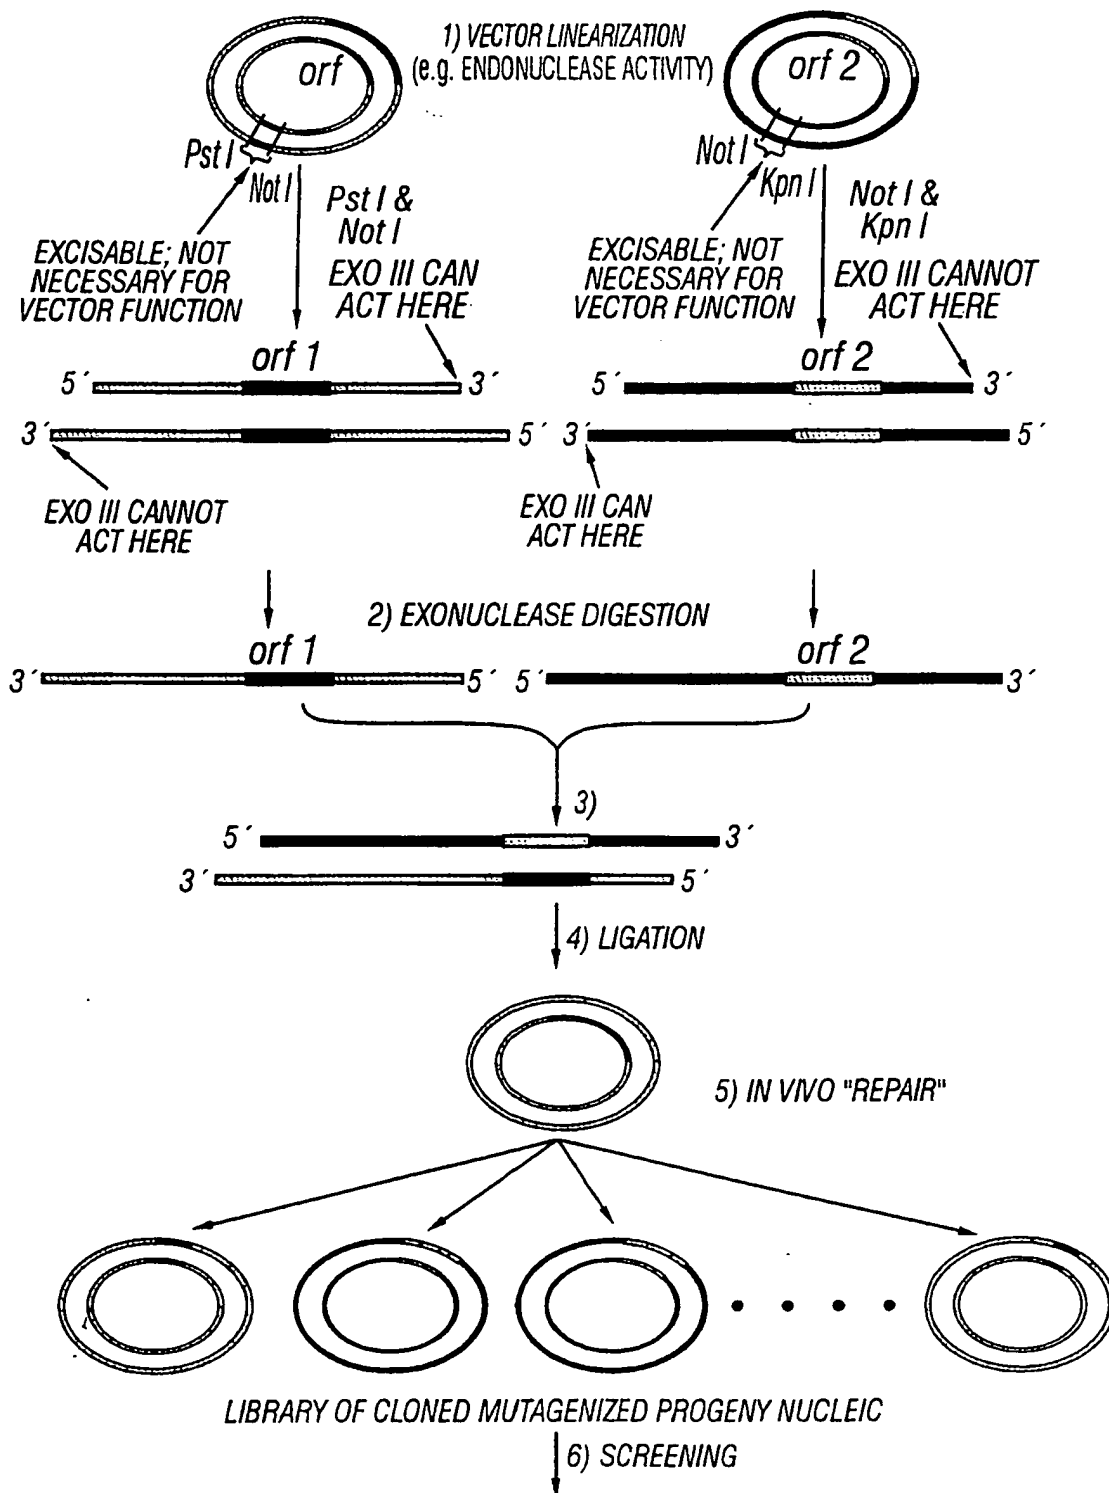 1) VECTOR LINEARIZATION
(e.g. ENDONUCLEASE ACTIVITY)
orf
orf 2
Pst I
Not I
Not I
Kpn I
Pst I &
Not I
Not I &
Kpn I
EXCISABLE; NOT
NECESSARY FOR
VECTOR FUNCTION
EXO III CAN
ACT HERE
EXCISABLE; NOT
NECESSARY FOR
VECTOR FUNCTION
EXO III CANNOT
ACT HERE
orf 1
orf 2
5´ 3´ 5´ 3´
3´ 5´ 3´ 5´
EXO III CANNOT
ACT HERE
EXO III CAN
ACT HERE
2) EXONUCLEASE DIGESTION
orf 1
orf 2
3´ 5´ 5´ 3´
3)
5´ 3´
3´ 5´
4) LIGATION
5) IN VIVO "REPAIR"
LIBRARY OF CLONED MUTAGENIZED PROGENY NUCLEIC
6) SCREENING